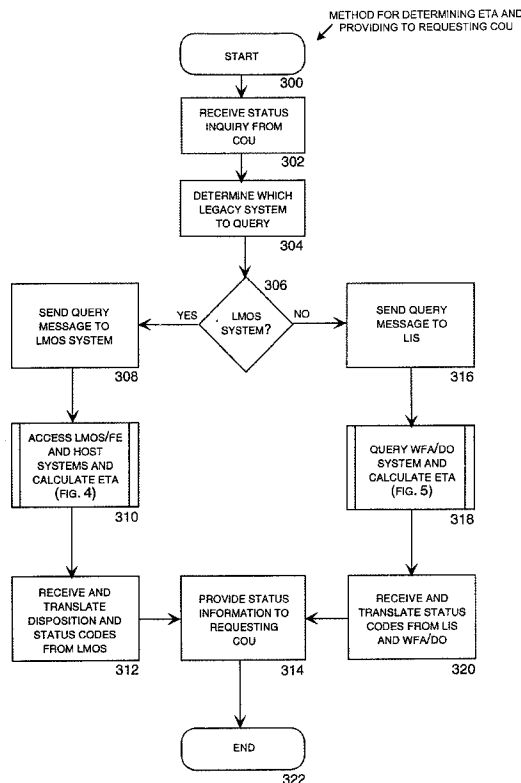 METHOD FOR DETERMINING ETA AND
PROVIDING TO REQUESTING COU
START
300
RECEIVE STATUS
INQUIRY FROM
COU
302
DETERMINE WHICH
LEGACY SYSTEM
TO QUERY
304
306
LMOS
SYSTEM?
YES
NO
SEND QUERY
MESSAGE TO
LMOS SYSTEM
308
SEND QUERY
MESSAGE TO
LIS
316
ACCESS LMOS/FE
AND HOST
SYSTEMS AND
CALCULATE ETA
(FIG. 4)
310
QUERY WFA/DO
SYSTEM AND
CALCULATE ETA
(FIG. 5)
318
RECEIVE AND
TRANSLATE
DISPOSITION AND
STATUS CODES
FROM LMOS
312
PROVIDE STATUS
INFORMATION TO
REQUESTING
COU
314
RECEIVE AND
TRANSLATE STATUS
CODES FROM LIS
AND WFA/DO
320
END
322